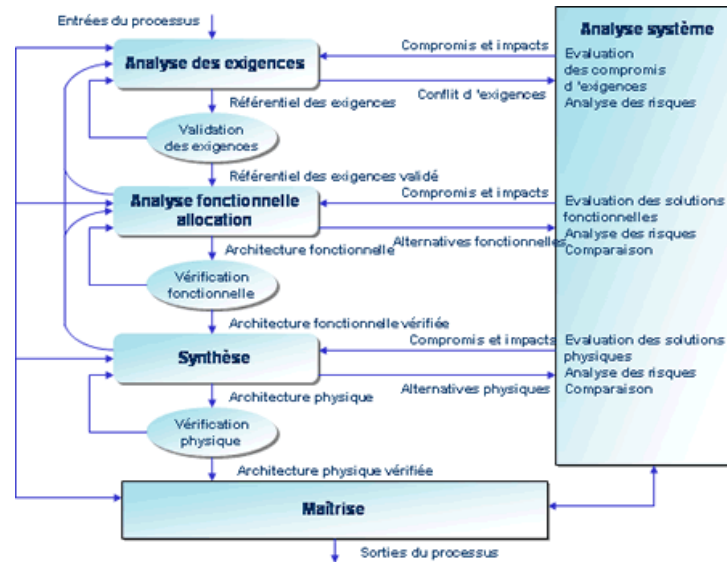 Entrées du processus
Analyse des exigences
Compromis et impacts
Conflit d 'exigences
Analyse système
Evaluation
des compromis
d 'exigences
Analyse des risques
Référentiel des exigences
Validation
des exigences
Référentiel des exigences validé
Analyse fonctionnelle
allocation
Compromis et impacts
Alternatives fonctionnelles
Evaluation des solutions
fonctionnelles
Analyse des risques
Comparaison
Architecture fonctionnelle
Vérification
fonctionnelle
Architecture fonctionnelle vérifiée
Synthèse
Compromis et impacts
Alternatives physiques
Evaluation des solutions
physiques
Analyse des risques
Comparaison
Architecture physique
Vérification
physique
Architecture physique vérifiée
Maîtrise
Sorties du processus